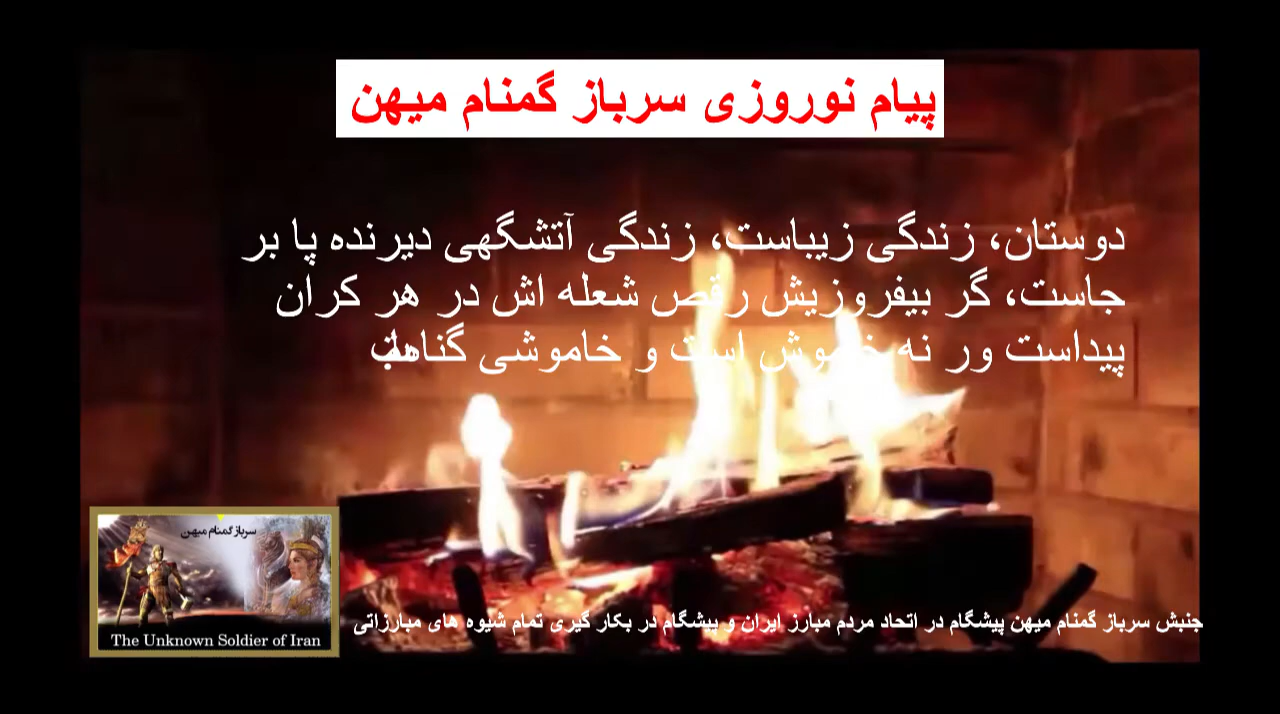 پیام نوروزی سرباز گمنام میهن
دوستان، زندگی زیباست، زندگی آتشگهی دیرنده پا بر
جاست، گر بیفروزیش رقص شعله اش در هر کران
پیداست ور نه خاموش است و خاموشی گناه
سرباز گمنام میهن
The Unknown Soldier of Iran
جنبش سرباز گمنام میهن پیشگام در اتحاد مردم مبارز ایران و پیشگام در بکار گیری تمام شیوه های مبارزاتی